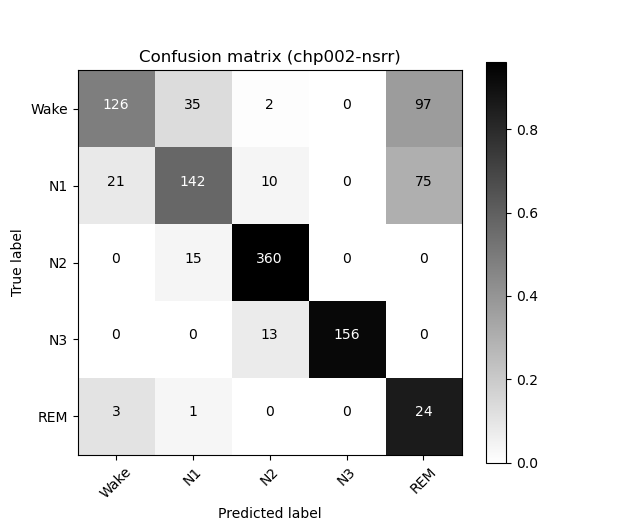 Confusion matrix (chp002-nsrr)
True label
Wake 126 35 2 0 97
N1 21 142 10 0 75
N2 0 15 360 0 0
N3 0 0 13 156 0
REM 3 1 0 0 24
Wake N1 N2 N3 REM
Predicted label
0.8
0.6
0.4
0.2
0.0